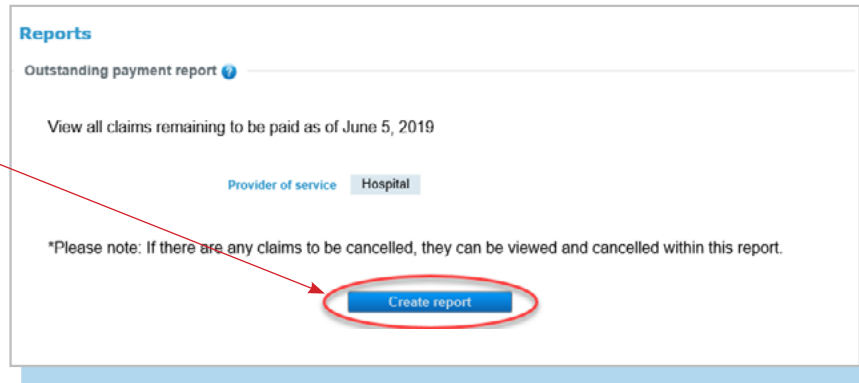 Reports
Outstanding payment report ?
View all claims remaining to be paid as of June 5, 2019
Provider of service Hospital
*Please note: If there are any claims to be cancelled, they can be viewed and cancelled within this report.
Create report